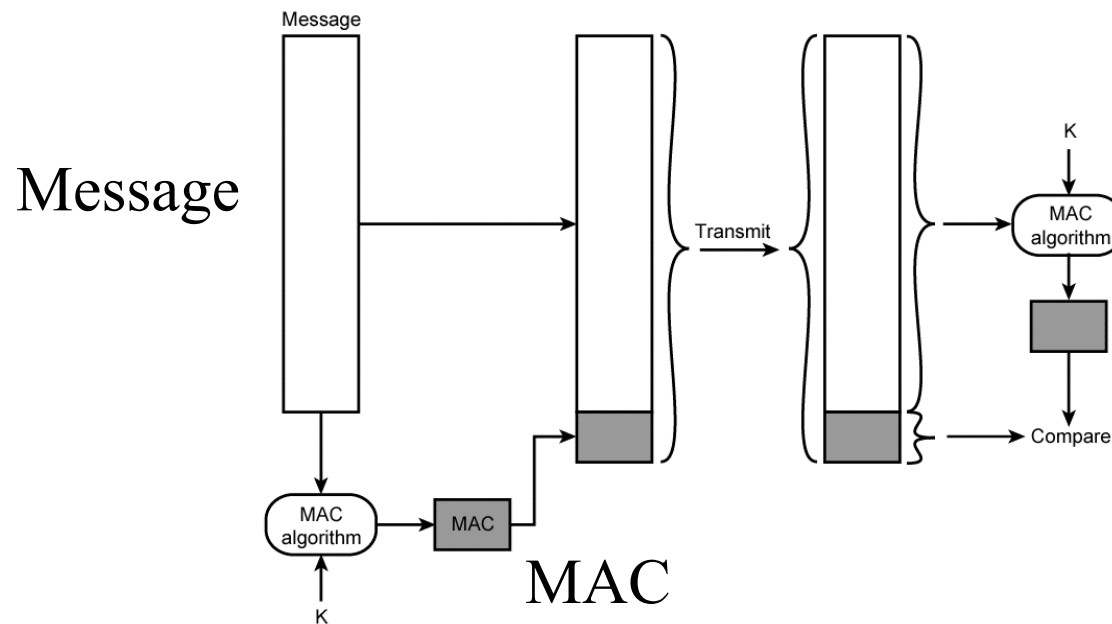 Message
Message
K
MAC
algorithm
Transmit
Compare
MAC
algorithm
MAC
MAC
K